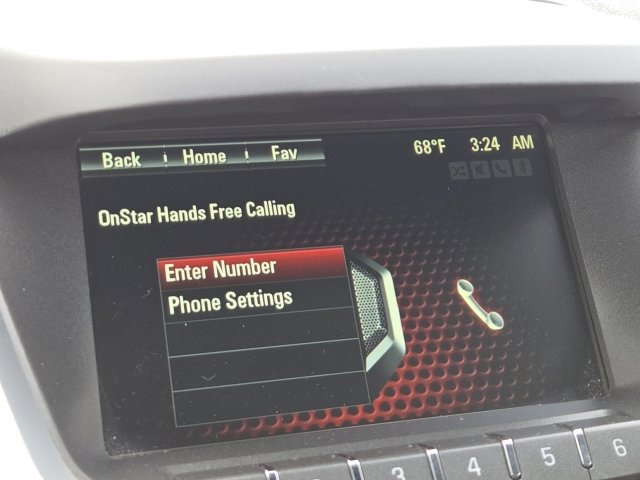 Back Home Fav 68°F 3:24 AM
OnStar Hands Free Calling
Enter Number
Phone Settings
3 4 5 6